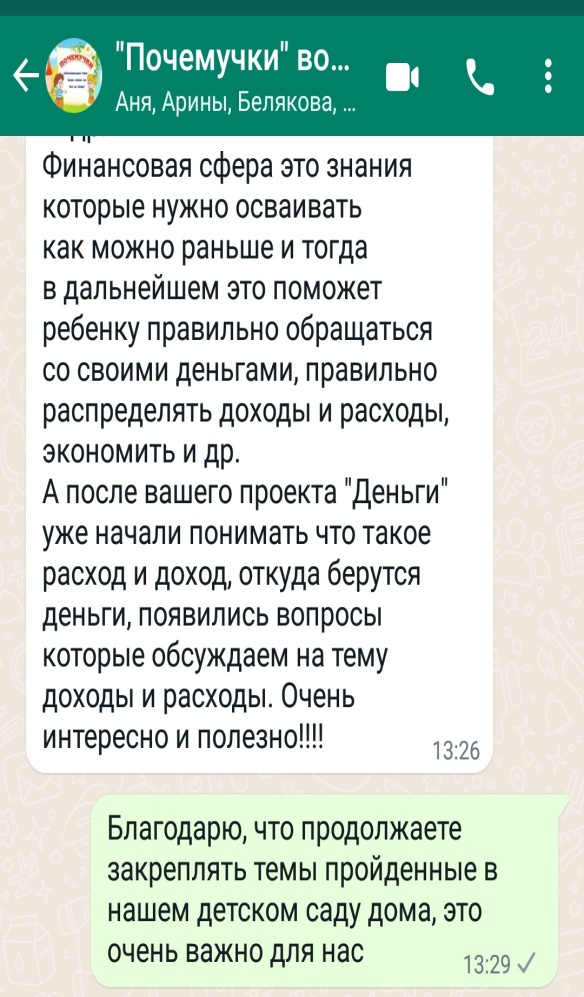 "Почемучки" во...
Аня, Арины, Белякова, ...
Финансовая сфера это знания
которые нужно осваивать
как можно раньше и тогда
в дальнейшем это поможет
ребенку правильно обращаться
со своими деньгами, правильно
распределять доходы и расходы,
экономить и др.
А после вашего проекта "Деньги"
уже начали понимать что такое
расход и доход, откуда берутся
деньги, появились вопросы
которые обсуждаем на тему
доходы и расходы. Очень
интересно и полезно!!!!
13:26
Благодарю, что продолжаете
закреплять темы пройденные в
нашем детском саду дома, это
очень важно для нас
13:29